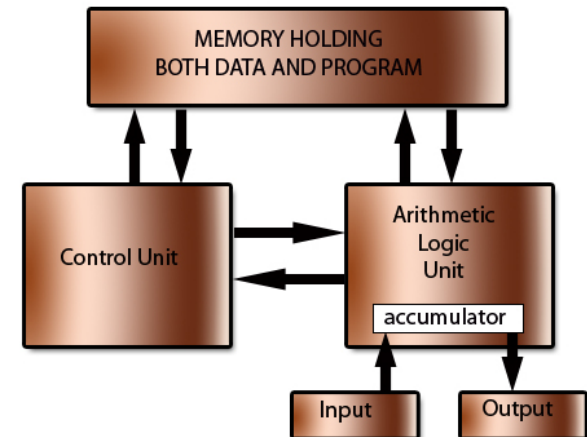 MEMORY HOLDING
BOTH DATA AND PROGRAM
Control Unit
Arithmetic
Logic
Unit
accumulator
Input
Output